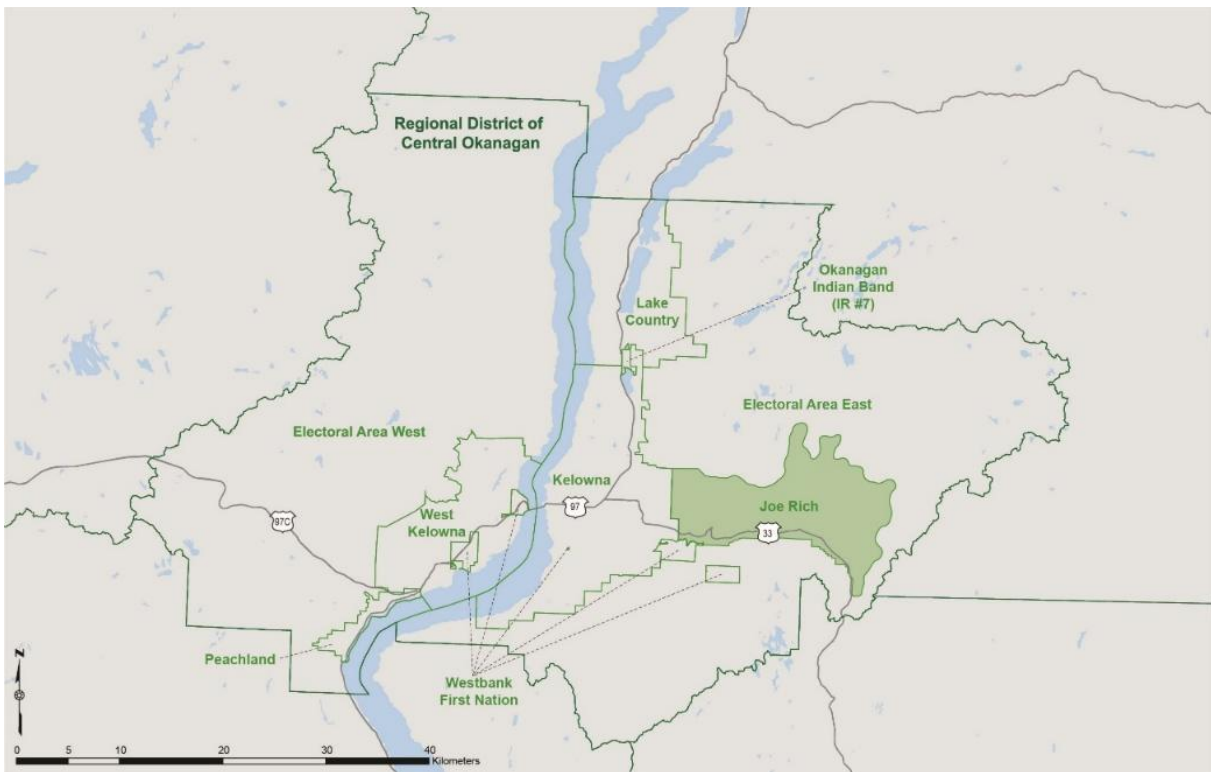 Regional District of
Central Okanagan
Okanagan
Indian Band
(IR #7)
Lake
Country
Electoral Area East
Electoral Area West
Kelowna
West
Kelowna
97
97C
Joe Rich
33
Peachland
Westbank
First Nation
N
0 5 10 20 30 40
Kilometers